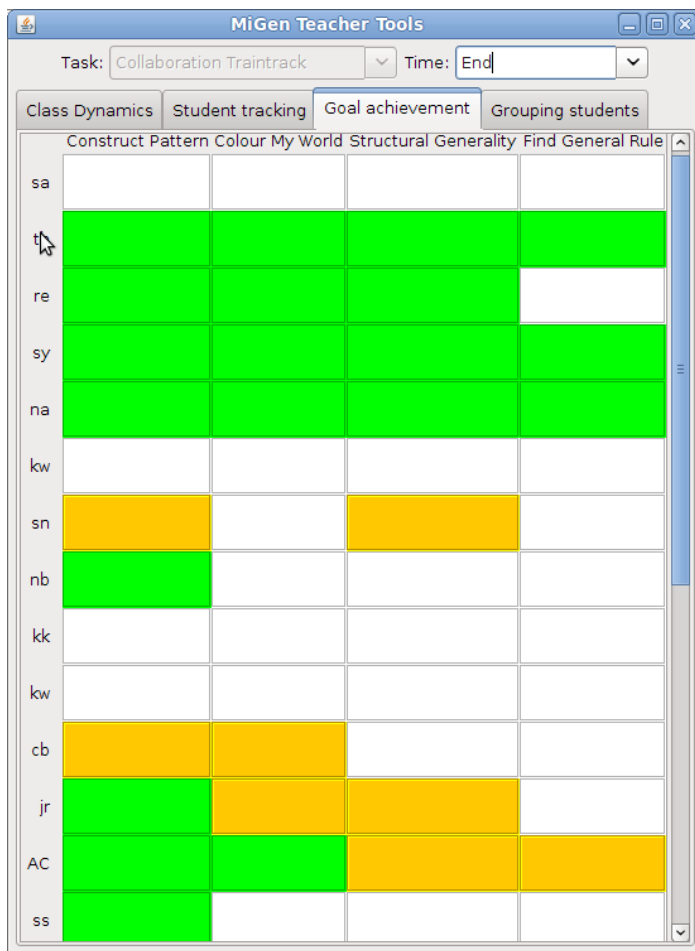 MiGen Teacher Tools
Task: Collaboration Traintrack Time: End
Class Dynamics Student tracking Goal achievement Grouping students
Construct Pattern Colour My World Structural Generality Find General Rule
sa
re
sy
na
kw
sn
nb
kk
kw
cb
jr
AC
ss